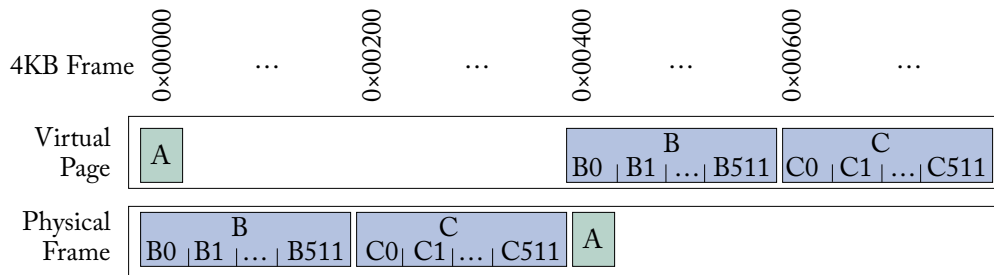 4KB Frame 0×00000 … 0×00200 … 0×00400 … 0×00600 …
Virtual Page
A
B
B0 B1 … B511
C
C0 C1 … C511
Physical Frame
B
B0 B1 … B511
C
C0 C1 … C511
A